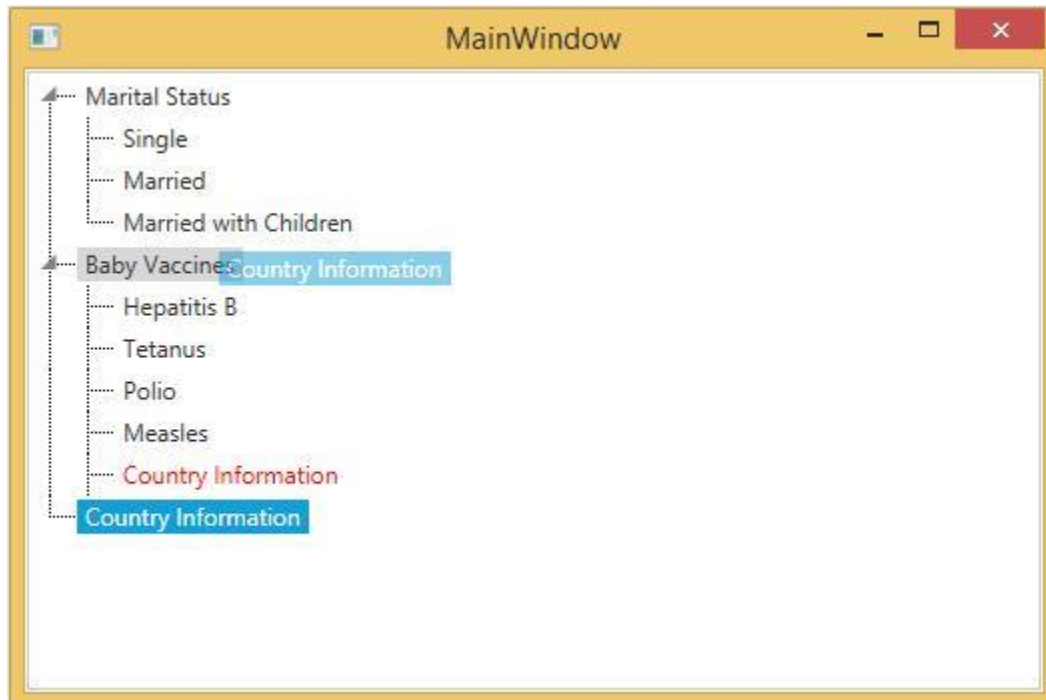 MainWindow
Marital Status
Single
Married
Married with Children
Baby Vaccines
Country Information
Hepatitis B
Tetanus
Polio
Measles
Country Information
Country Information